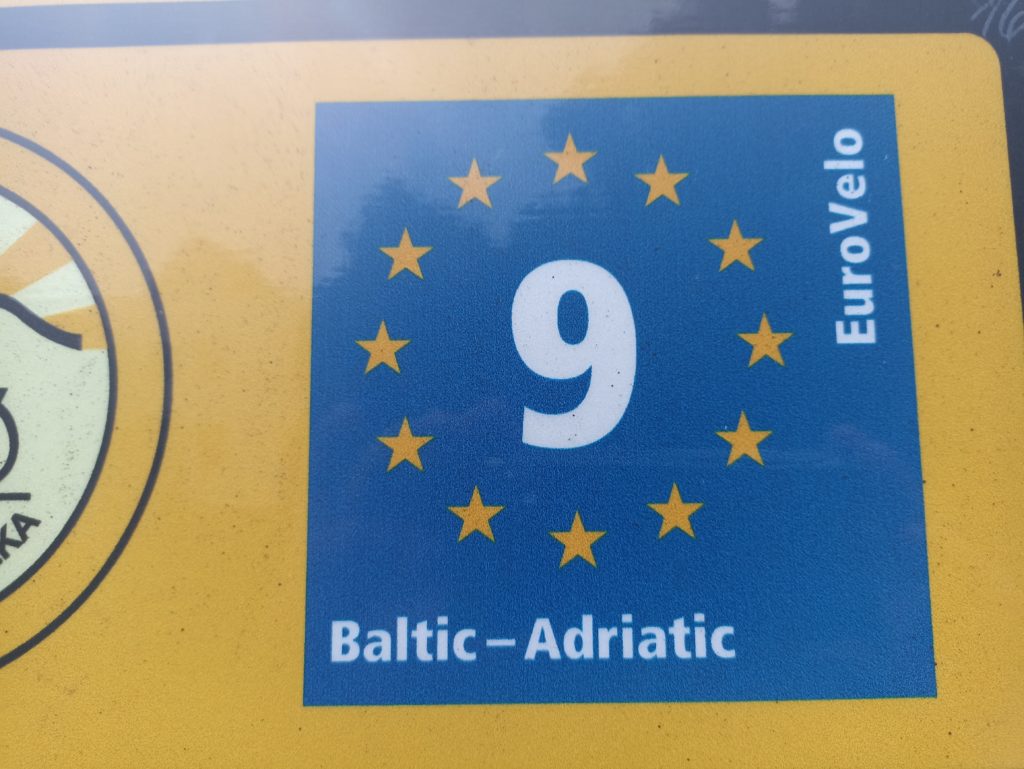 EuroVelo
9
Baltic – Adriatic